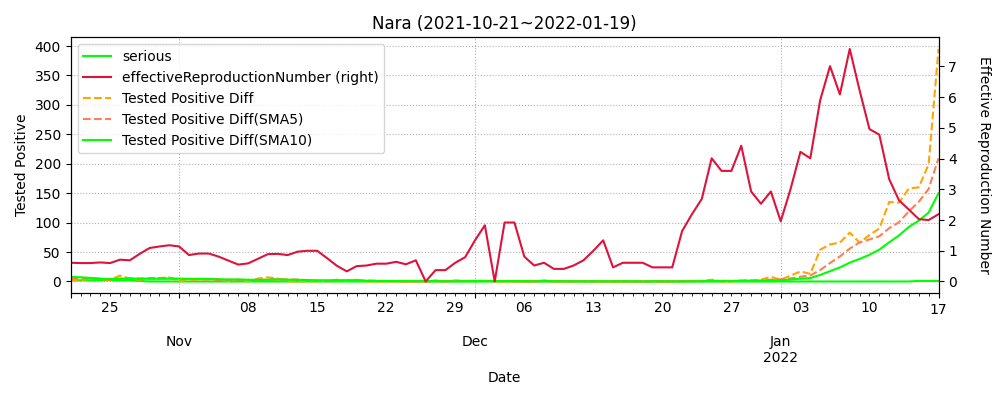 Nara (2021-10-21~2022-01-19)
serious
effectiveReproductionNumber (right)
Tested Positive Diff
Tested Positive Diff(SMA5)
Tested Positive Diff(SMA10)
Tested Positive
400
350
300
250
200
150
100
50
0
Effective Reproduction Number
7
6
5
4
3
2
1
0
25 08 15 22 29 06 13 20 27 03 10 17
Nov Dec Jan
2022
Date